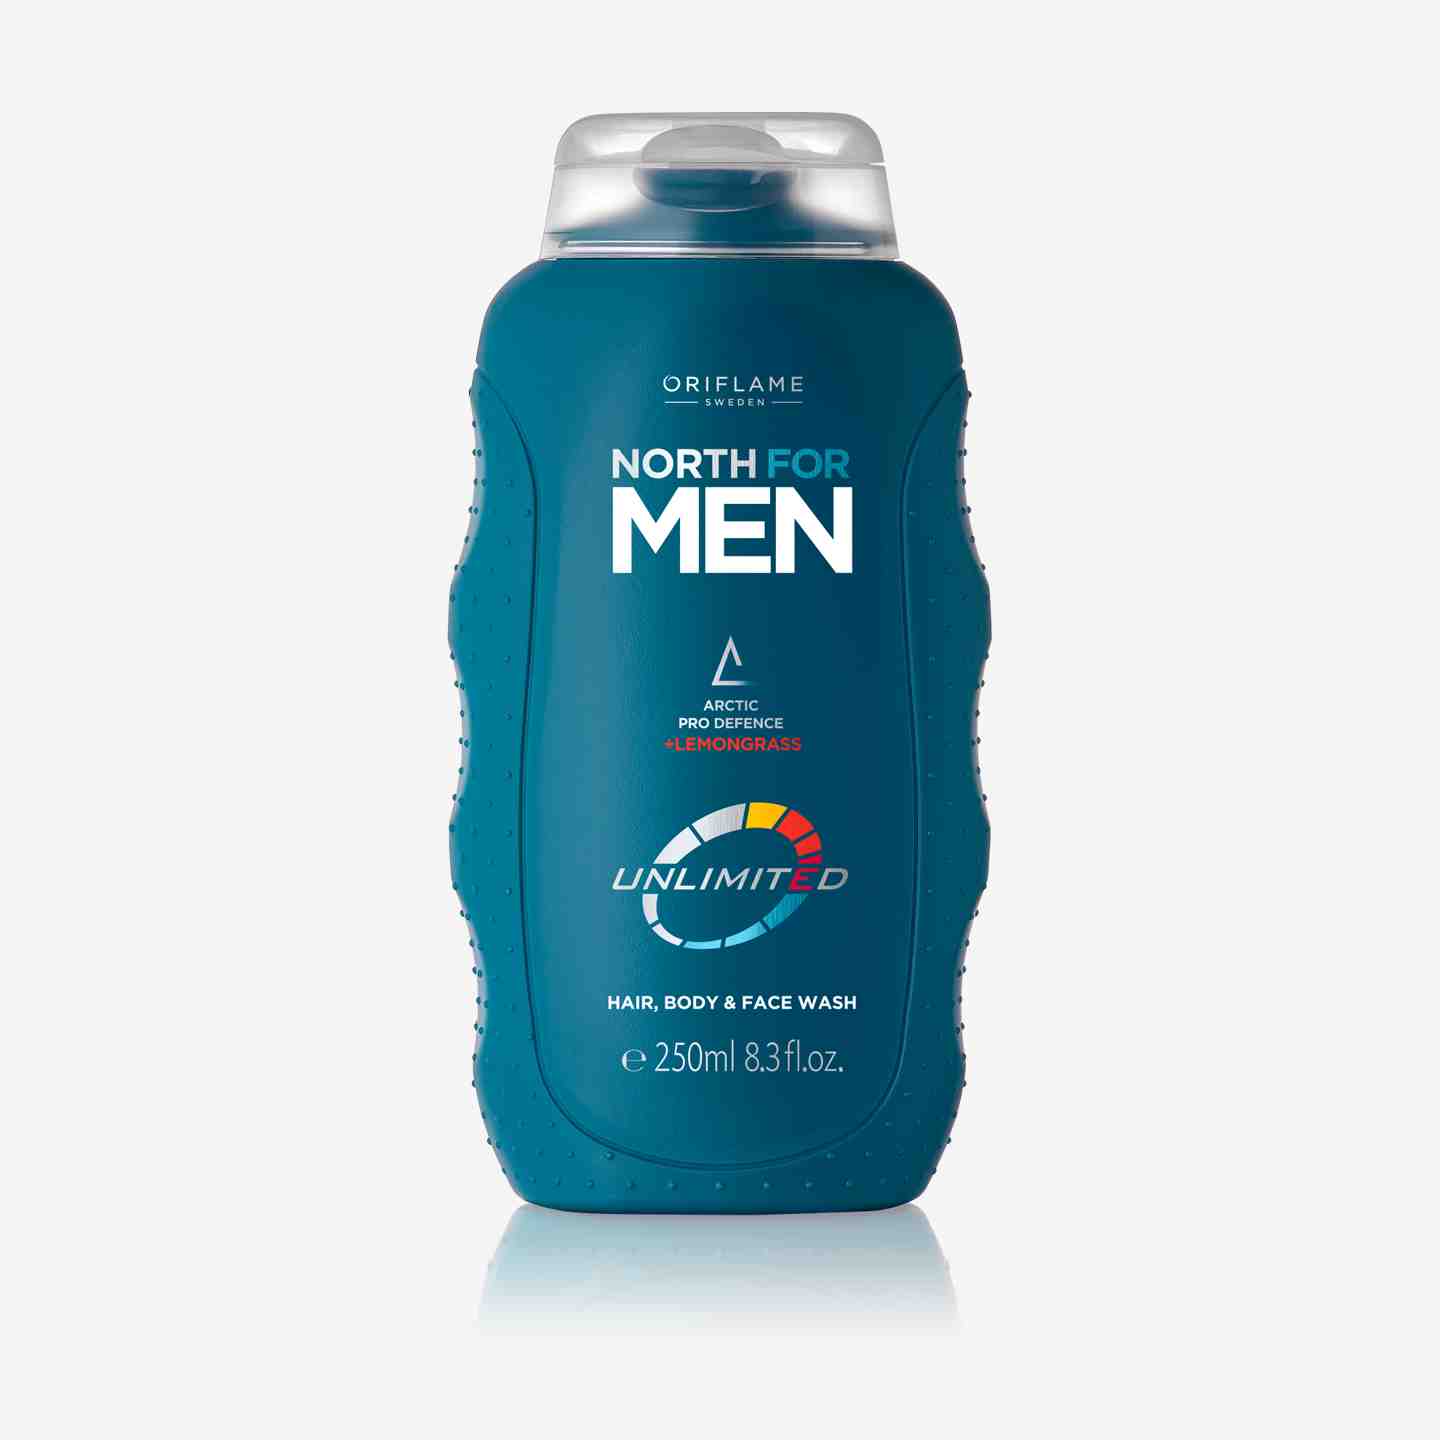 ORIFLAME
SWEDEN
NORTH FOR
MEN
ARCTIC
PRO DEFENCE
+LEMONGRASS
UNLIMITED
HAIR, BODY & FACE WASH
℮ 250ml 8.3 fl.oz.